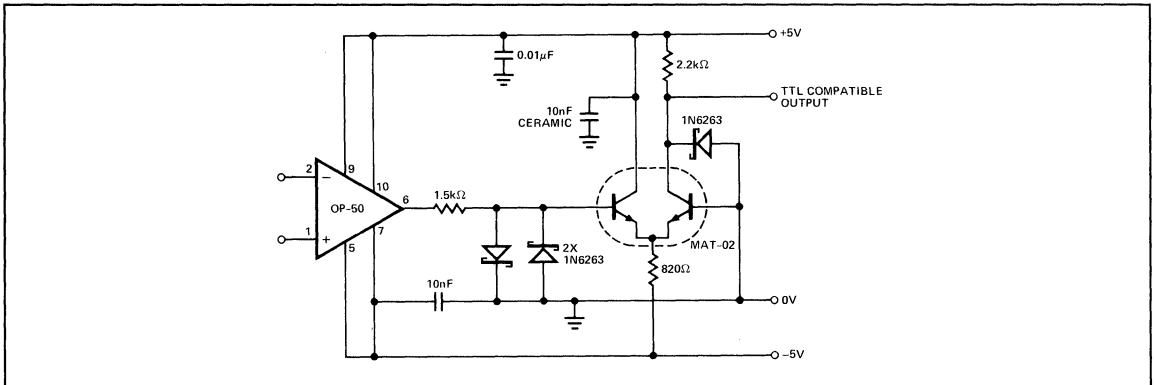 +5V
0.01µF
2.2kΩ
TTL COMPATIBLE
OUTPUT
10nF
CERAMIC
1N6263
9
2
−
10
6
1.5kΩ
OP-50
1
+
7
5
MAT-02
2X
1N6263
820Ω
10nF
0V
−5V